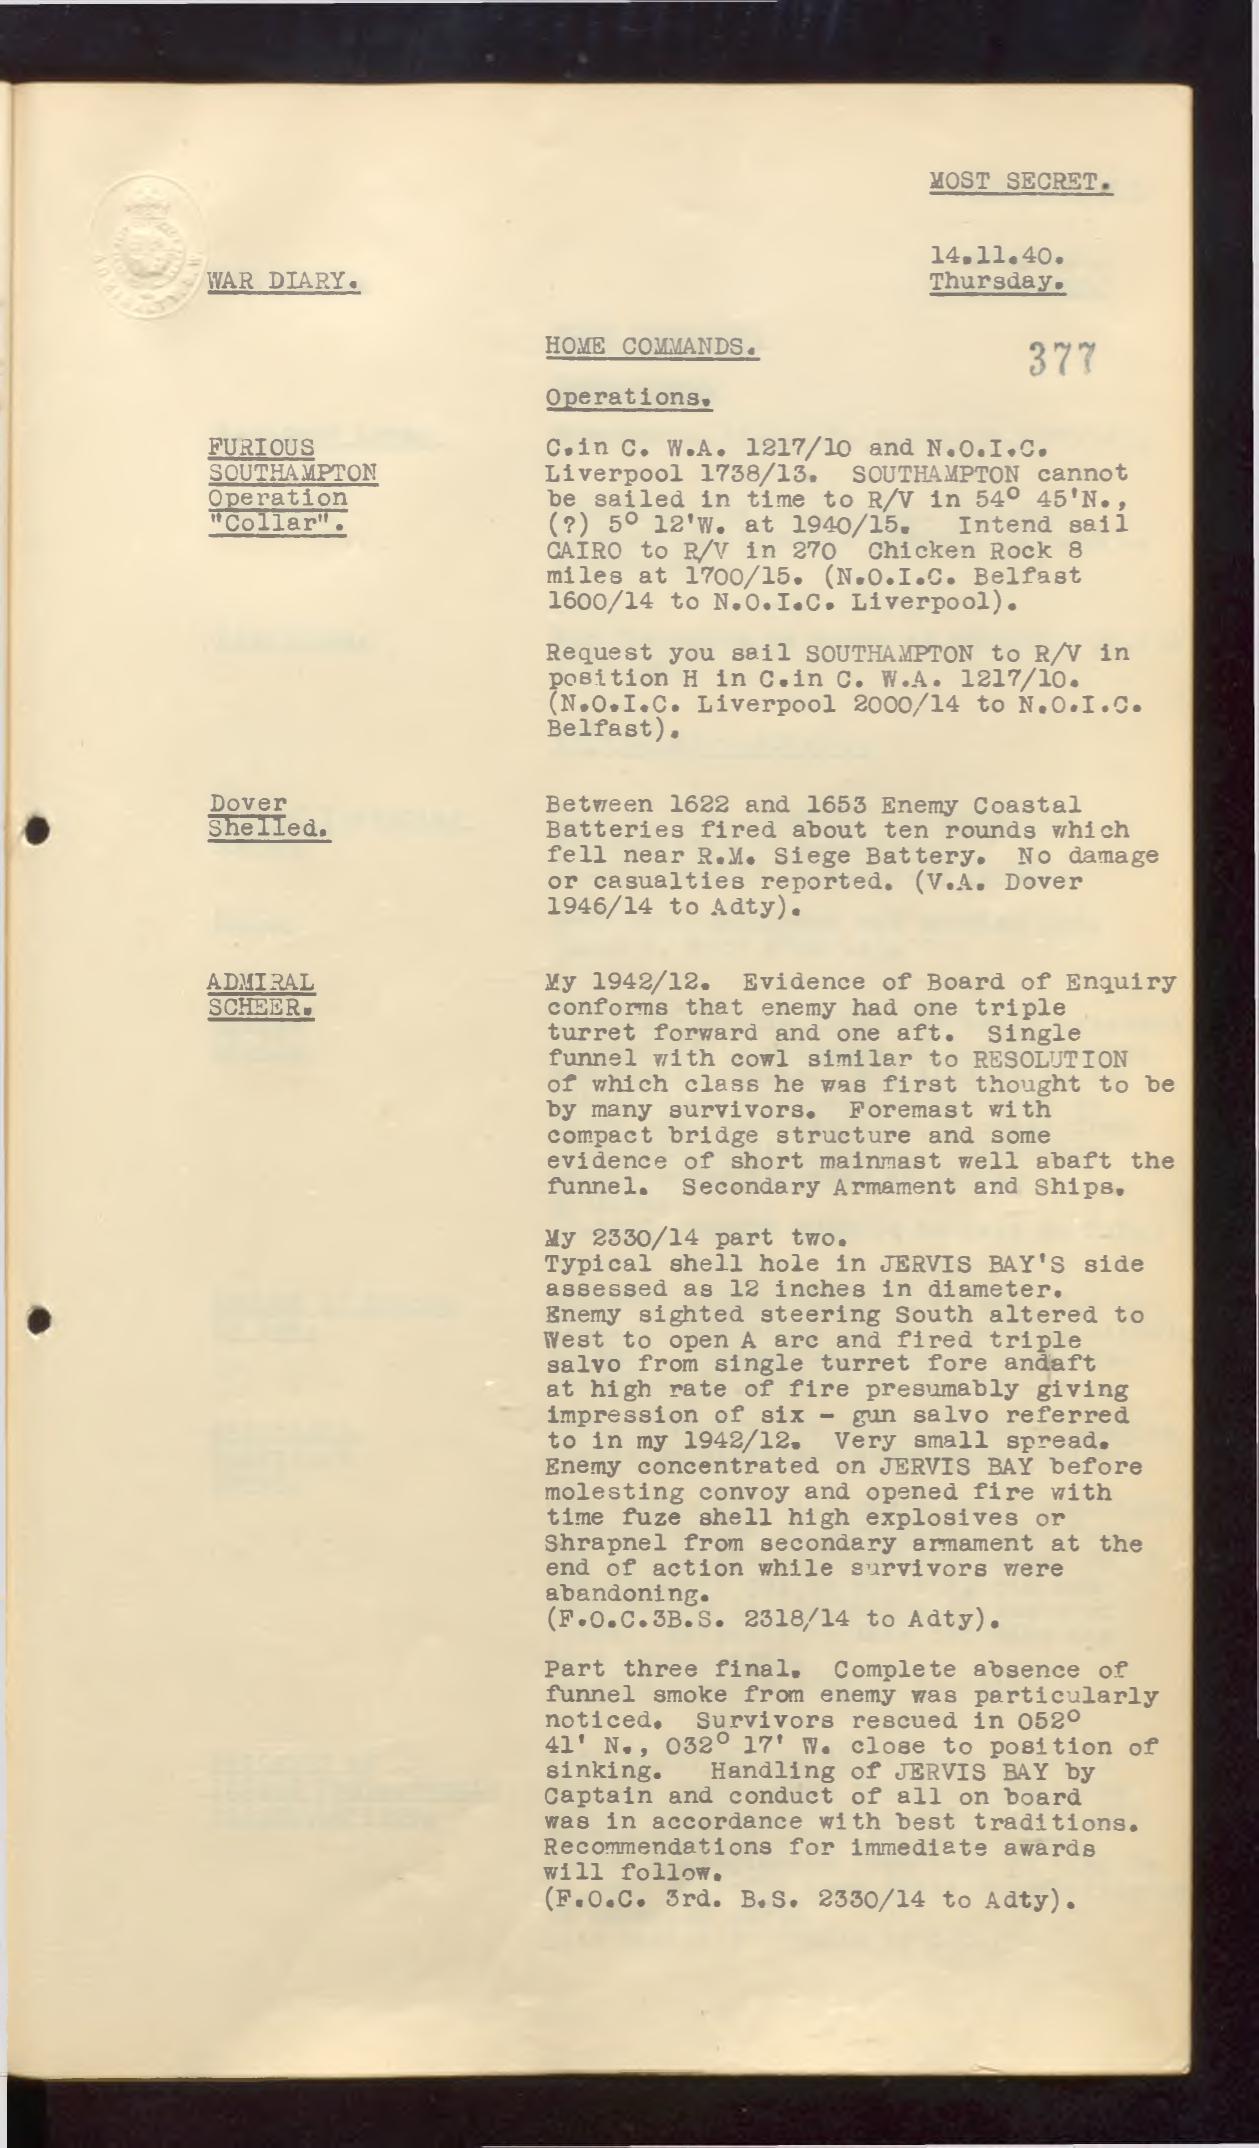 MOST SECRET.
14.11.40.
WAR DIARY.
Thursday.
HOME COMMANDS.
377
Operations.
FURIOUS
SOUTHAMPTON
Operation
"Collar".
C.in C. W.A. 1217/10 and N.O.I.C.
Liverpool 1738/13. SOUTHAMPTON cannot
be sailed in time to R/V in 54° 45'N.,
(?) 5° 12'W. at 1940/15. Intend sail
CAIRO to R/V in 270 Chicken Rock 8
miles at 1700/15. (N.O.I.C. Belfast
1600/14 to N.O.I.C. Liverpool).
Request you sail SOUTHAMPTON to R/V in
position H in C.in C. W.A. 1217/10.
(N.O.I.C. Liverpool 2000/14 to N.O.I.C.
Belfast).
Dover
Shelled.
Between 1622 and 1653 Enemy Coastal
Batteries fired about ten rounds which
fell near R.M. Siege Battery. No damage
or casualties reported. (V.A. Dover
1946/14 to Adty).
ADMIRAL
SCHEER.
My 1942/12. Evidence of Board of Enquiry
conforms that enemy had one triple
turret forward and one aft. Single
funnel with cowl similar to RESOLUTION
of which class he was first thought to be
by many survivors. Foremast with
compact bridge structure and some
evidence of short mainmast well abaft the
funnel. Secondary Armament and Ships.
My 2330/14 part two.
Typical shell hole in JERVIS BAY'S side
assessed as 12 inches in diameter.
Enemy sighted steering South altered to
West to open A arc and fired triple
salvo from single turret fore andaft
at high rate of fire presumably giving
impression of six - gun salvo referred
to in my 1942/12. Very small spread.
Enemy concentrated on JERVIS BAY before
molesting convoy and opened fire with
time fuze shell high explosives or
Shrapnel from secondary armament at the
end of action while survivors were
abandoning.
(F.O.C.3B.S. 2318/14 to Adty).
Part three final. Complete absence of
funnel smoke from enemy was particularly
noticed. Survivors rescued in 052°
41' N., 032° 17' W. close to position of
sinking. Handling of JERVIS BAY by
Captain and conduct of all on board
was in accordance with best traditions.
Recommendations for immediate awards
will follow.
(F.O.C. 3rd. B.S. 2330/14 to Adty).